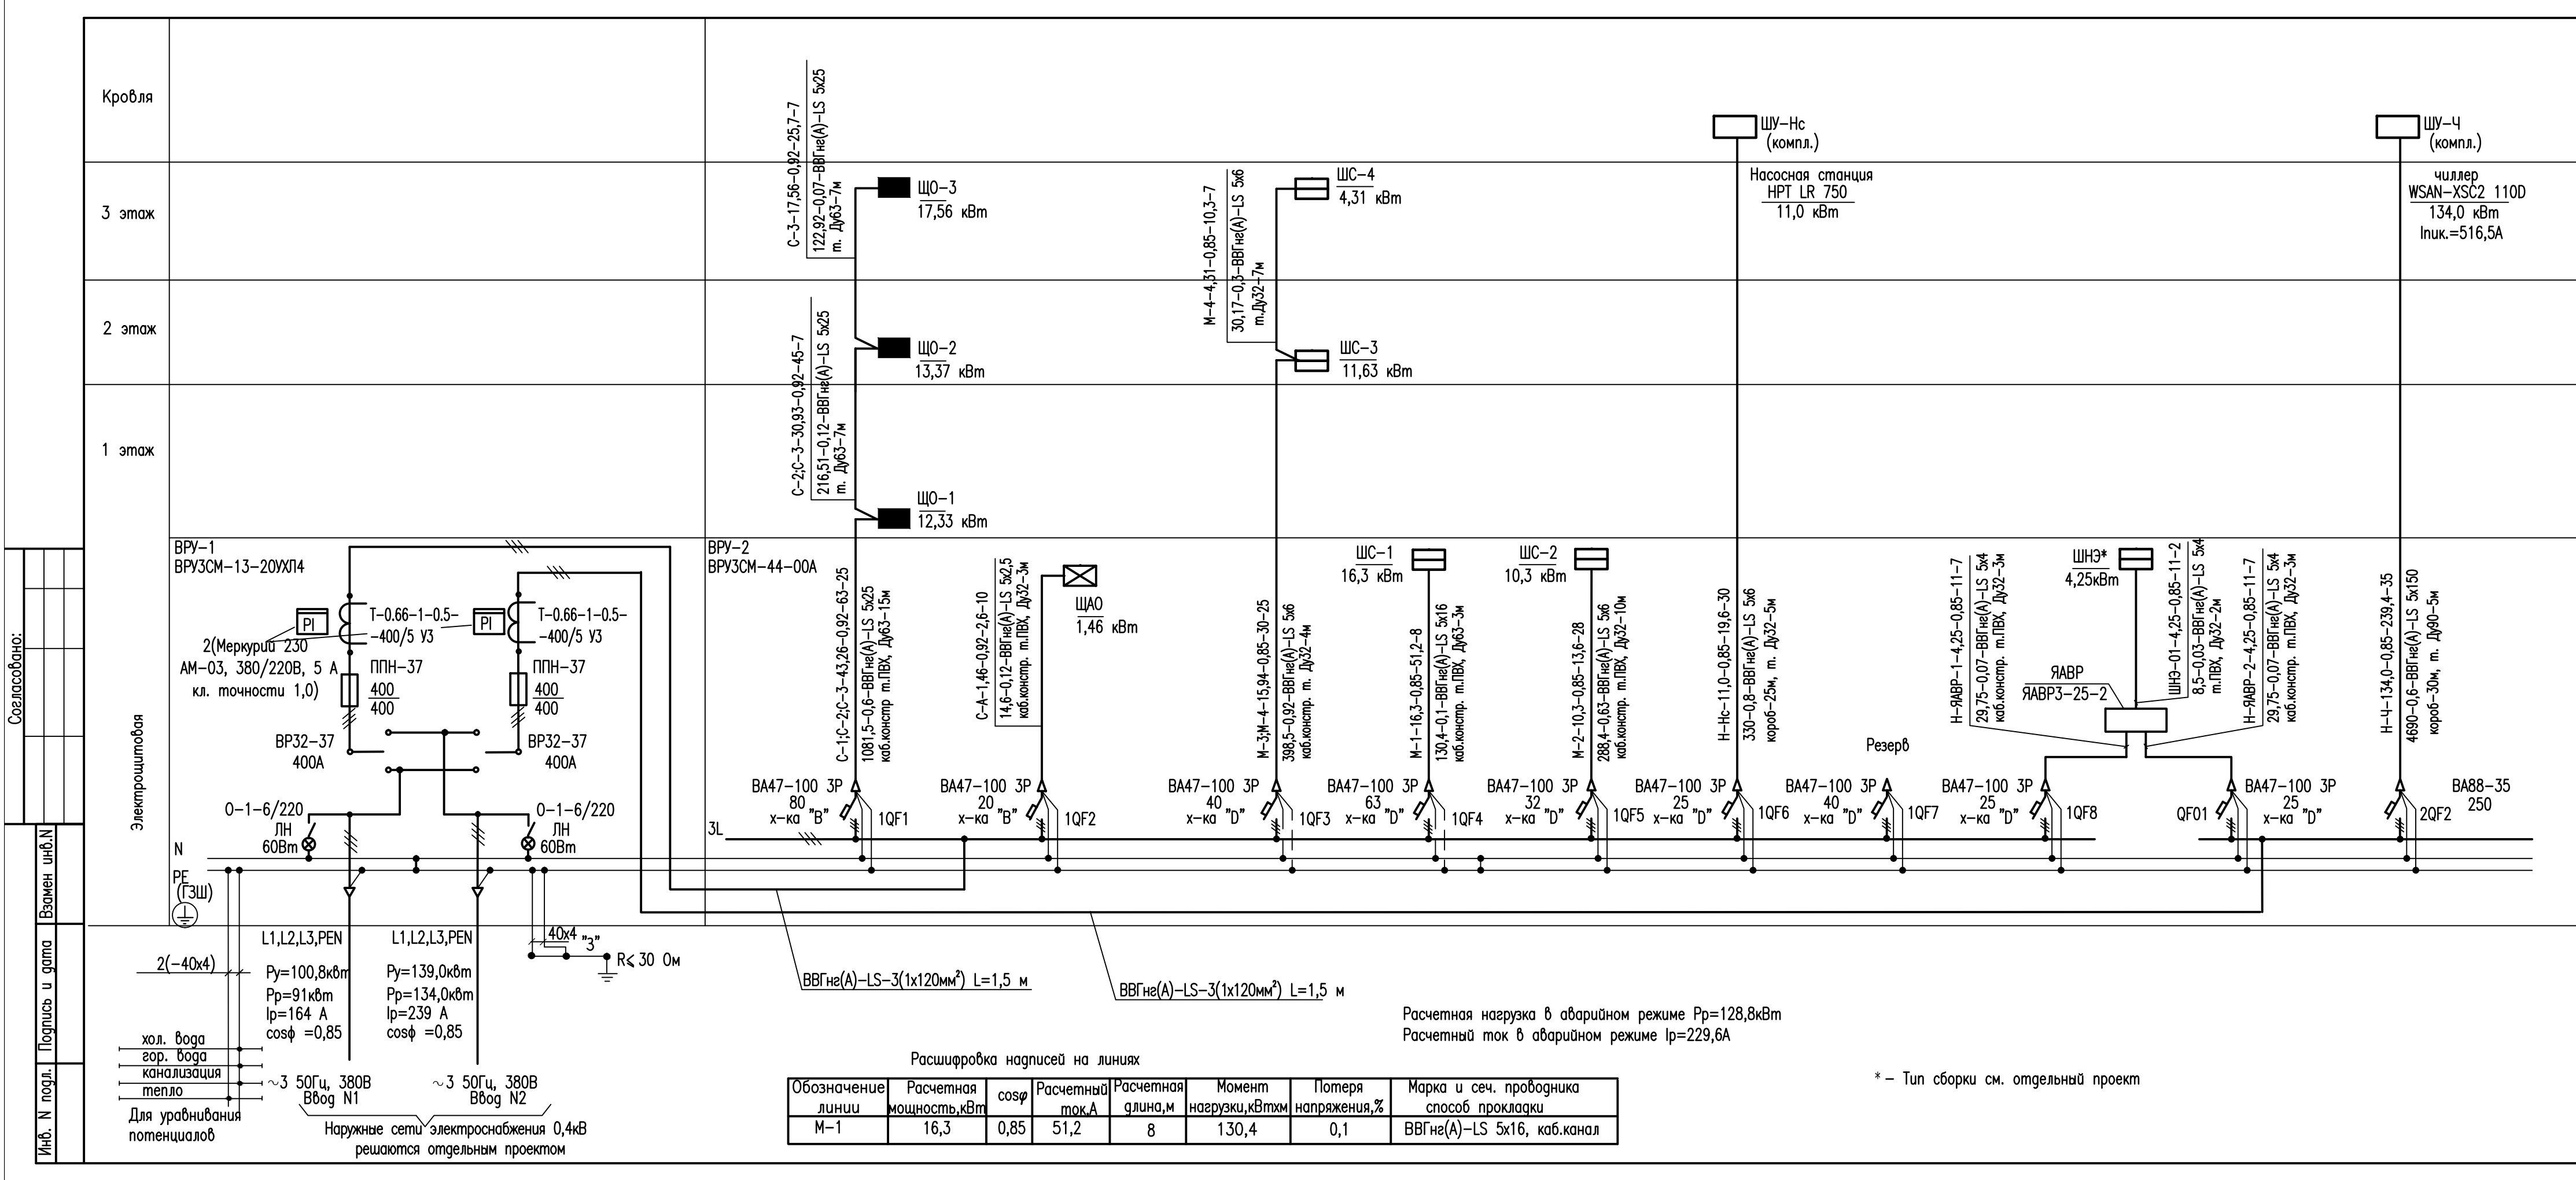 Кровля
3 этаж
2 этаж
1 этаж
Электрощитовая
Согласовано:
Взамен инв.N
Подпись и дата
Инв. N подл.
ВРУ-1
ВРУ3СМ-13-20УХЛ4
PI
Т-0.66-1-0.5-
-400/5 У3
PI
Т-0.66-1-0.5-
-400/5 У3
2(Меркурий 230
АМ-03, 380/220В, 5 А
кл. точности 1,0)
ППН-37
400
400
ППН-37
400
400
ВР32-37
400А
ВР32-37
400А
О-1-6/220
ЛН
60Вт
О-1-6/220
ЛН
60Вт
N
PE
(ГЗШ)
L1,L2,L3,PEN
L1,L2,L3,PEN
2(-40х4)
40х4
"З"
R⩽30 Ом
Ру=100,8кВт
Рр=91кВт
Iр=164 А
cosϕ =0,85
Ру=139,0кВт
Рр=134,0кВт
Iр=239 А
cosϕ =0,85
хол. вода
гор. вода
канализация
тепло
Для уравнивания
потенциалов
~3 50Гц, 380В
Ввод N1
~3 50Гц, 380В
Ввод N2
Наружные сети электроснабжения 0,4кВ
решаются отдельным проектом
ВРУ-2
ВРУ3СМ-44-00А
3L
С-3-17,56-0,92-25,7-7
122,92-0,07-ВВГнг(А)-LS 5х25
т. Ду63-7м
ЩО-3
17,56 кВт
С-2;С-3-30,93-0,92-45-7
216,51-0,12-ВВГнг(А)-LS 5х25
т. Ду63-7м
ЩО-2
13,37 кВт
ЩО-1
12,33 кВт
С-1;С-2;С-3-43,26-0,92-63-25
1081,5-0,6-ВВГнг(А)-LS 5х25
каб.констр т.ПВХ, Ду63-15м
ВА47-100 3Р
80
х-ка "В"
1QF1
С-А-1,46-0,92-2,6-10
14,6-0,12-ВВГнг(А)-LS 5х2,5
каб.констр. т.ПВХ, Ду32-3м
ЩАО
1,46 кВт
ВА47-100 3Р
20
х-ка "В"
1QF2
М-4-4,31-0,85-10,3-7
30,17-0,3-ВВГнг(А)-LS 5х6
т.Ду32-7м
ШС-4
4,31 кВт
ШС-3
11,63 кВт
М-3;М-4-15,94-0,85-30-25
398,5-0,92-ВВГнг(А)-LS 5х6
каб.констр. т. Ду32-4м
ВА47-100 3Р
40
х-ка "D"
1QF3
ШС-1
16,3 кВт
М-1-16,3-0,85-51,2-8
130,4-0,1-ВВГнг(А)-LS 5х16
каб.констр. т.ПВХ, Ду63-3м
ВА47-100 3Р
63
х-ка "D"
1QF4
ШС-2
10,3 кВт
М-2-10,3-0,85-13,6-28
288,4-0,63-ВВГнг(А)-LS 5х6
каб.констр. т.ПВХ, Ду32-10м
ВА47-100 3Р
32
х-ка "D"
1QF5
ШУ-Нс
(компл.)
Насосная станция
HPT LR 750
11,0 кВт
Н-Нс-11,0-0,85-19,6-30
330-0,8-ВВГнг(А)-LS 5х6
короб-25м, т. Ду32-5м
ВА47-100 3Р
25
х-ка "D"
1QF6
Резерв
ВА47-100 3Р
40
х-ка "D"
1QF7
Н-ЯАВР-1-4,25-0,85-11-7
29,75-0,07-ВВГнг(А)-LS 5х4
каб.констр. т.ПВХ, Ду32-3м
ВА47-100 3Р
25
х-ка "D"
1QF8
ШНЭ*
4,25кВт
ЯАВР
ЯАВР3-25-2
ШНЭ-01-4,25-0,85-11-2
8,5-0,03-ВВГнг(А)-LS 5х4
т.ПВХ, Ду32-2м
Н-ЯАВР-2-4,25-0,85-11-7
29,75-0,07-ВВГнг(А)-LS 5х4
каб.констр. т.ПВХ, Ду32-3м
QF01
ВА47-100 3Р
25
х-ка "D"
ШУ-Ч
(компл.)
чиллер
WSAN-XSC2 110D
134,0 кВт
Iпик.=516,5А
Н-Ч-134,0-0,85-239,4-35
4690-0,6-ВВГнг(А)-LS 5х150
короб-30м, т. Ду90-5м
ВА88-35
250
2QF2
ВВГнг(А)-LS-3(1х120мм²) L=1,5 м
ВВГнг(А)-LS-3(1х120мм²) L=1,5 м
Расчетная нагрузка в аварийном режиме Рр=128,8кВт
Расчетный ток в аварийном режиме Iр=229,6А
* - Тип сборки см. отдельный проект
Расшифровка надписей на линиях
Обозначение линии
Расчетная мощность,кВт
cosφ
Расчетный ток,А
Расчетная длина,м
Момент нагрузки,кВтхм
Потеря напряжения,%
Марка и сеч. проводника способ прокладки
М-1
16,3
0,85
51,2
8
130,4
0,1
ВВГнг(А)-LS 5х16, каб.канал